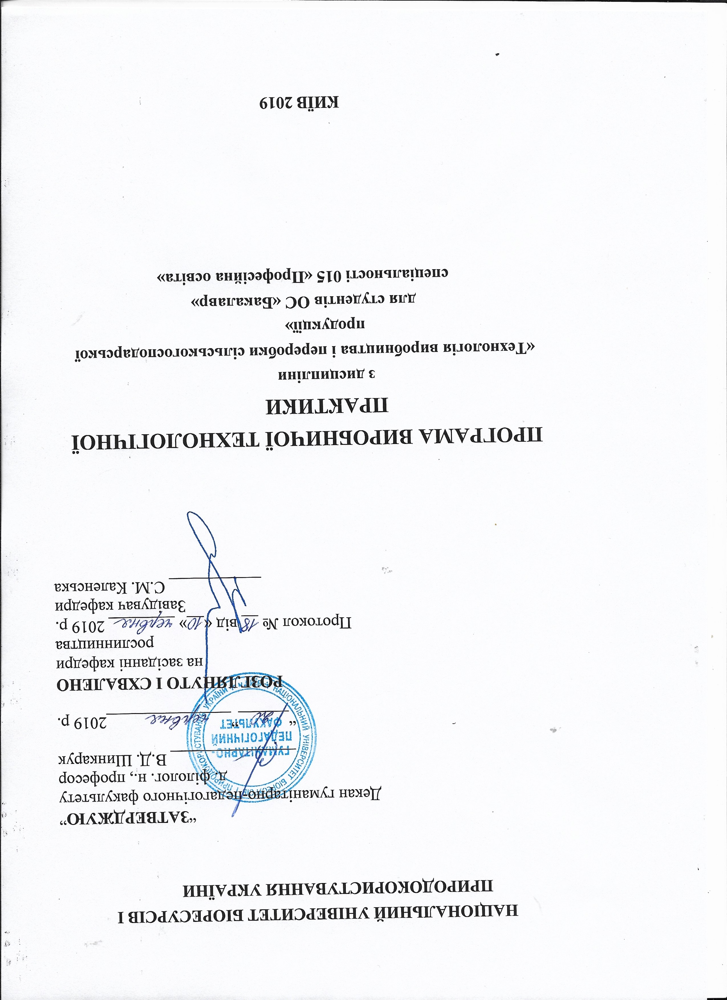 НАЦІОНАЛЬНИЙ УНІВЕРСИТЕТ БІОРЕСУРСІВ І
ПРИРОДОКОРИСТУВАННЯ УКРАЇНИ
“ЗАТВЕРДЖУЮ”
Декан гуманітарно-педагогічного факультету
д. філолог. н., професор
В.Д. Шинкарук
“ ” червня 2019 р.
НАЦІОНАЛЬНИЙ УНІВЕРСИТЕТ БІОРЕСУРСІВ І ПРИРОДОКОРИСТУВАННЯ УКРАЇНИ
ГУМАНІТАРНО-
ПЕДАГОГІЧНИЙ
ФАКУЛЬТЕТ
РОЗГЛЯНУТО І СХВАЛЕНО
на засіданні кафедри
рослинництва
Протокол № 18 від «10» червня 2019 р.
Завідувач кафедри
С.М. Каленська
ПРОГРАМА ВИРОБНИЧОЇ ТЕХНОЛОГІЧНОЇ
ПРАКТИКИ
з дисципліни
«Технологія виробництва і переробки сільськогосподарської
продукції»
для студентів ОС «Бакалавр»
спеціальності 015 «Професійна освіта»
КИЇВ 2019